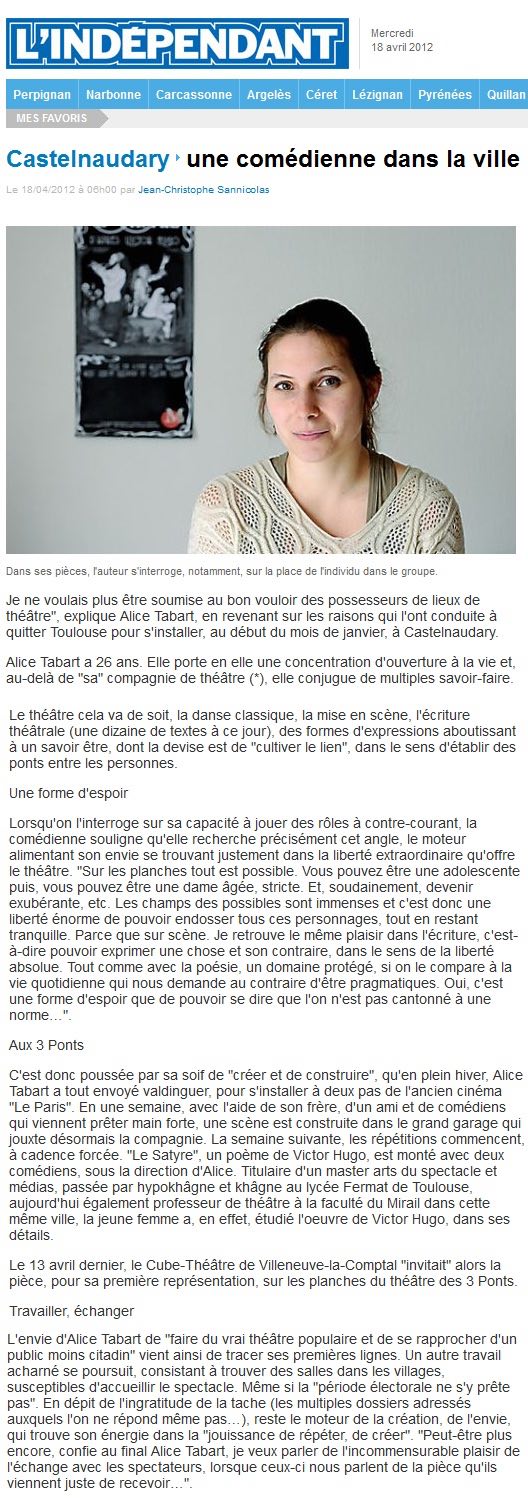 L'INDÉPENDANT
Mercredi
18 avril 2012
Perpignan Narbonne Carcassonne Argelès Céret Lézignan Pyrénées Quillan
MES FAVORIS
Castelnaudary une comédienne dans la ville
Le 18/04/2012 à 06h00 par Jean-Christophe Sannicolas
Dans ses pièces, l'auteur s'interroge, notamment, sur la place de l'individu dans le groupe.
Je ne voulais plus être soumise au bon vouloir des possesseurs de lieux de
théâtre", explique Alice Tabart, en revenant sur les raisons qui l'ont conduite à
quitter Toulouse pour s'installer, au début du mois de janvier, à Castelnaudary.
Alice Tabart a 26 ans. Elle porte en elle une concentration d'ouverture à la vie et,
au-delà de "sa" compagnie de théâtre (*), elle conjugue de multiples savoir-faire.
Le théâtre cela va de soit, la danse classique, la mise en scène, l'écriture
théâtrale (une dizaine de textes à ce jour), des formes d'expressions aboutissant
à un savoir être, dont la devise est de "cultiver le lien", dans le sens d'établir des
ponts entre les personnes.
Une forme d'espoir
Lorsqu'on l'interroge sur sa capacité à jouer des rôles à contre-courant, la
comédienne souligne qu'elle recherche précisément cet angle, le moteur
alimentant son envie se trouvant justement dans la liberté extraordinaire qu'offre
le théâtre. "Sur les planches tout est possible. Vous pouvez être une adolescente
puis, vous pouvez être une dame âgée, stricte. Et, soudainement, devenir
exubérante, etc. Les champs des possibles sont immenses et c'est donc une
liberté énorme de pouvoir endosser tous ces personnages, tout en restant
tranquille. Parce que sur scène. Je retrouve le même plaisir dans l'écriture, c'est-
à-dire pouvoir exprimer une chose et son contraire, dans le sens de la liberté
absolue. Tout comme avec la poésie, un domaine protégé, si on le compare à la
vie quotidienne qui nous demande au contraire d'être pragmatiques. Oui, c'est
une forme d'espoir que de pouvoir se dire que l'on n'est pas cantonné à une
norme…".
Aux 3 Ponts
C'est donc poussée par sa soif de "créer et de construire", qu'en plein hiver, Alice
Tabart a tout envoyé valdinguer, pour s'installer à deux pas de l'ancien cinéma
"Le Paris". En une semaine, avec l'aide de son frère, d'un ami et de comédiens
qui viennent prêter main forte, une scène est construite dans le grand garage qui
jouxte désormais la compagnie. La semaine suivante, les répétitions commencent,
à cadence forcée. "Le Satyre", un poème de Victor Hugo, est monté avec deux
comédiens, sous la direction d'Alice. Titulaire d'un master arts du spectacle et
médias, passée par hypokhâgne et khâgne au lycée Fermat de Toulouse,
aujourd'hui également professeur de théâtre à la faculté du Mirail dans cette
même ville, la jeune femme a, en effet, étudié l'oeuvre de Victor Hugo, dans ses
détails.
Le 13 avril dernier, le Cube-Théâtre de Villeneuve-la-Comptal "invitait" alors la
pièce, pour sa première représentation, sur les planches du théâtre des 3 Ponts.
Travailler, échanger
L'envie d'Alice Tabart de "faire du vrai théâtre populaire et de se rapprocher d'un
public moins citadin" vient ainsi de tracer ses premières lignes. Un autre travail
acharné se poursuit, consistant à trouver des salles dans les villages,
susceptibles d'accueillir le spectacle. Même si la "période électorale ne s'y prête
pas". En dépit de l'ingratitude de la tache (les multiples dossiers adressés
auxquels l'on ne répond même pas…), reste le moteur de la création, de l'envie,
qui trouve son énergie dans la "jouissance de répéter, de créer". "Peut-être plus
encore, confie au final Alice Tabart, je veux parler de l'incommensurable plaisir de
l'échange avec les spectateurs, lorsque ceux-ci nous parlent de la pièce qu'ils
viennent juste de recevoir…".